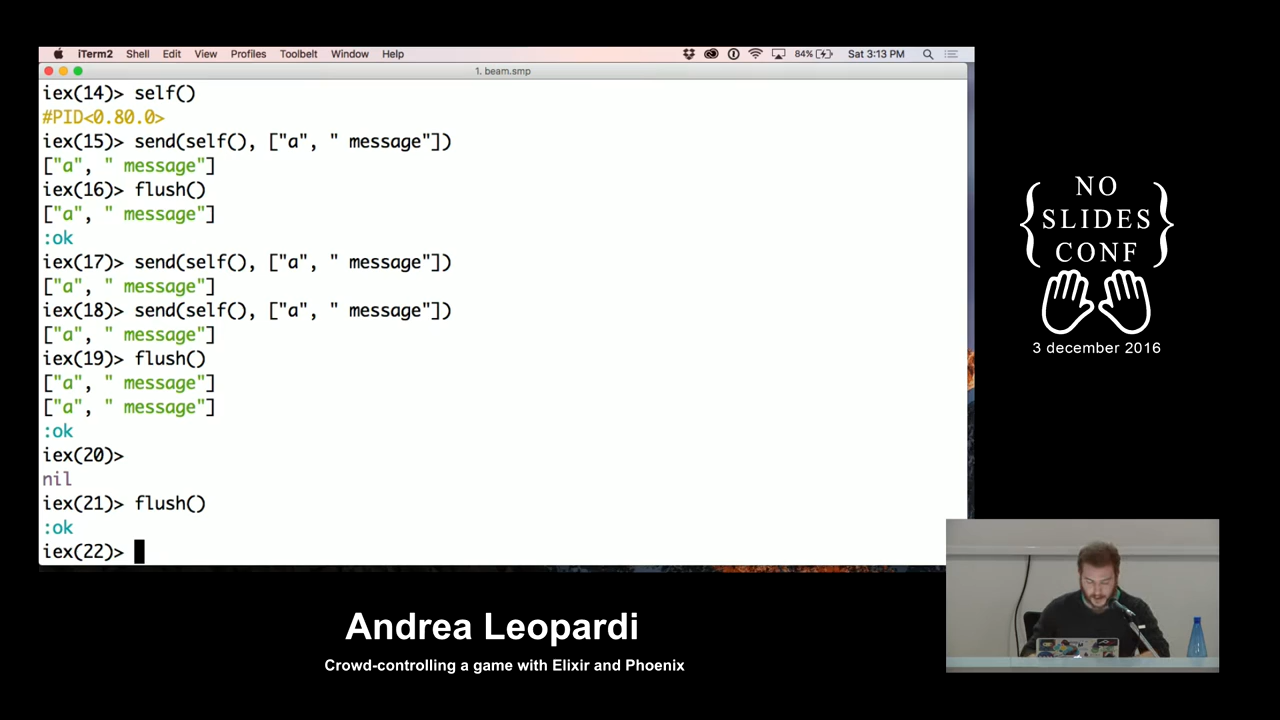 iTerm2 Shell Edit View Profiles Toolbelt Window Help 84% Sat 3:13 PM
1. beam.smp
iex(14)> self()
#PID<0.80.0>
iex(15)> send(self(), ["a", " message"])
["a", " message"]
iex(16)> flush()
["a", " message"]
:ok
iex(17)> send(self(), ["a", " message"])
["a", " message"]
iex(18)> send(self(), ["a", " message"])
["a", " message"]
iex(19)> flush()
["a", " message"]
["a", " message"]
:ok
iex(20)>
nil
iex(21)> flush()
:ok
iex(22)>
NO
SLIDES
CONF
3 december 2016
Andrea Leopardi
Crowd-controlling a game with Elixir and Phoenix